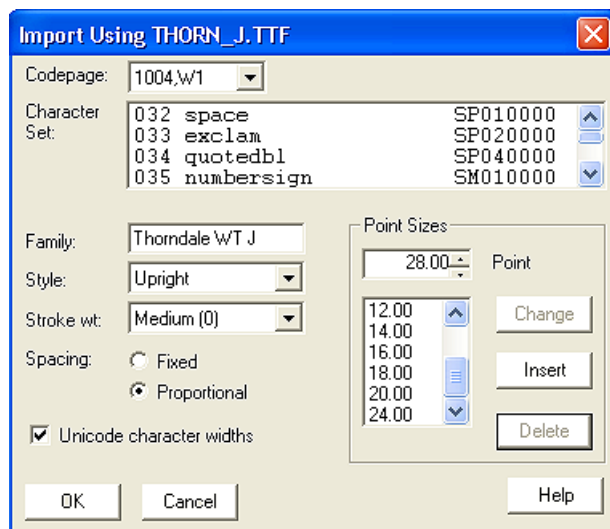 Import Using THORN_J.TTF
Codepage: 1004,W1
Character Set:
032 space SP010000
033 exclam SP020000
034 quotedbl SP040000
035 numbersign SM010000
Family: Thorndale WT J
Style: Upright
Stroke wt: Medium (0)
Spacing: Fixed
Proportional
Unicode character widths
Point Sizes
28.00 Point
12.00
14.00
16.00
18.00
20.00
24.00
Change
Insert
Delete
OK Cancel Help